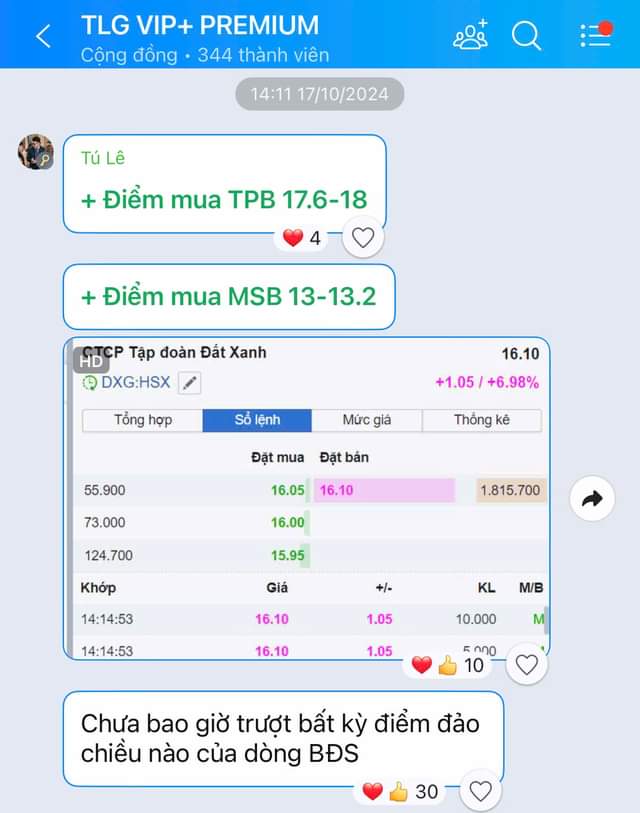 TLG VIP+ PREMIUM
Cộng đồng • 344 thành viên
14:11 17/10/2024
Tú Lê
+ Điểm mua TPB 17.6-18
4
+ Điểm mua MSB 13-13.2
CTCP Tập đoàn Đất Xanh 16.10
HD
DXG:HSX +1.05 / +6.98%
Tổng hợp Sổ lệnh Mức giá Thống kê
Đặt mua Đặt bán
55.900 16.05 16.10 1.815.700
73.000 16.00
124.700 15.95
Khớp Giá +/- KL M/B
14:14:53 16.10 1.05 10.000 M
14:14:53 16.10 1.05 5.000
10
Chưa bao giờ trượt bất kỳ điểm đảo
chiều nào của dòng BĐS
30